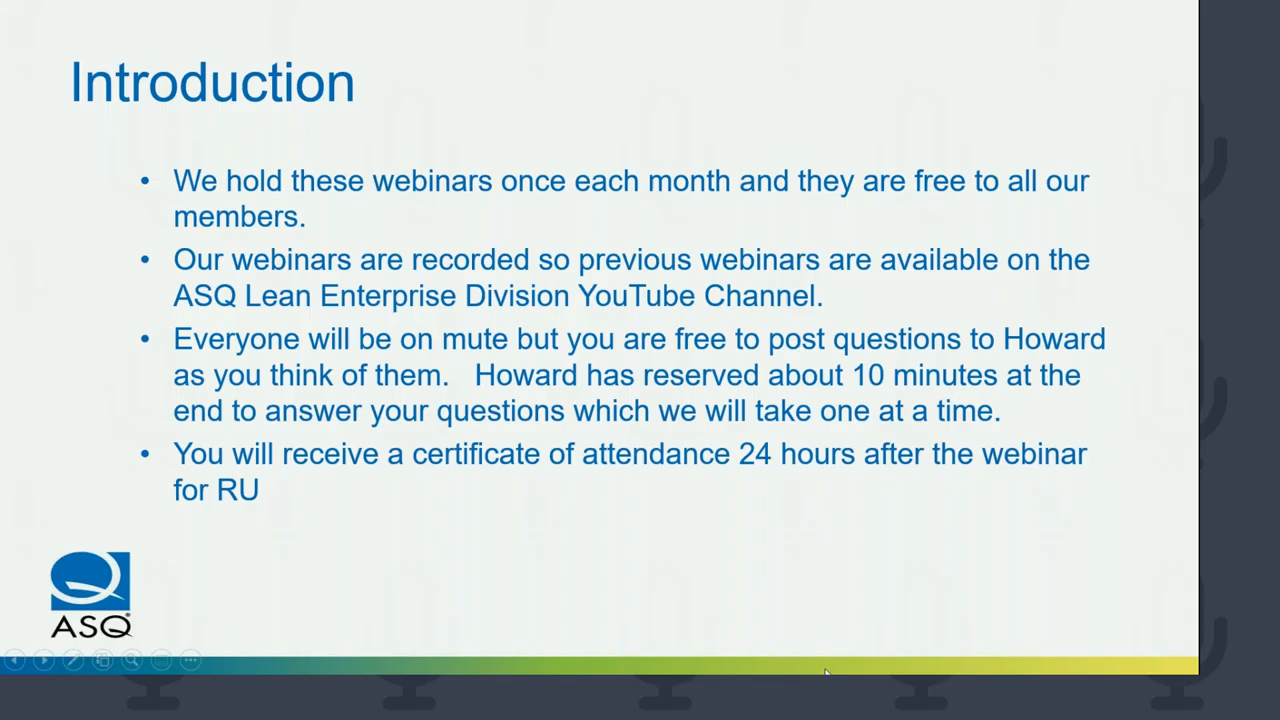 Introduction
• We hold these webinars once each month and they are free to all our
members.
• Our webinars are recorded so previous webinars are available on the
ASQ Lean Enterprise Division YouTube Channel.
• Everyone will be on mute but you are free to post questions to Howard
as you think of them.   Howard has reserved about 10 minutes at the
end to answer your questions which we will take one at a time.
• You will receive a certificate of attendance 24 hours after the webinar
for RU
ASQ®